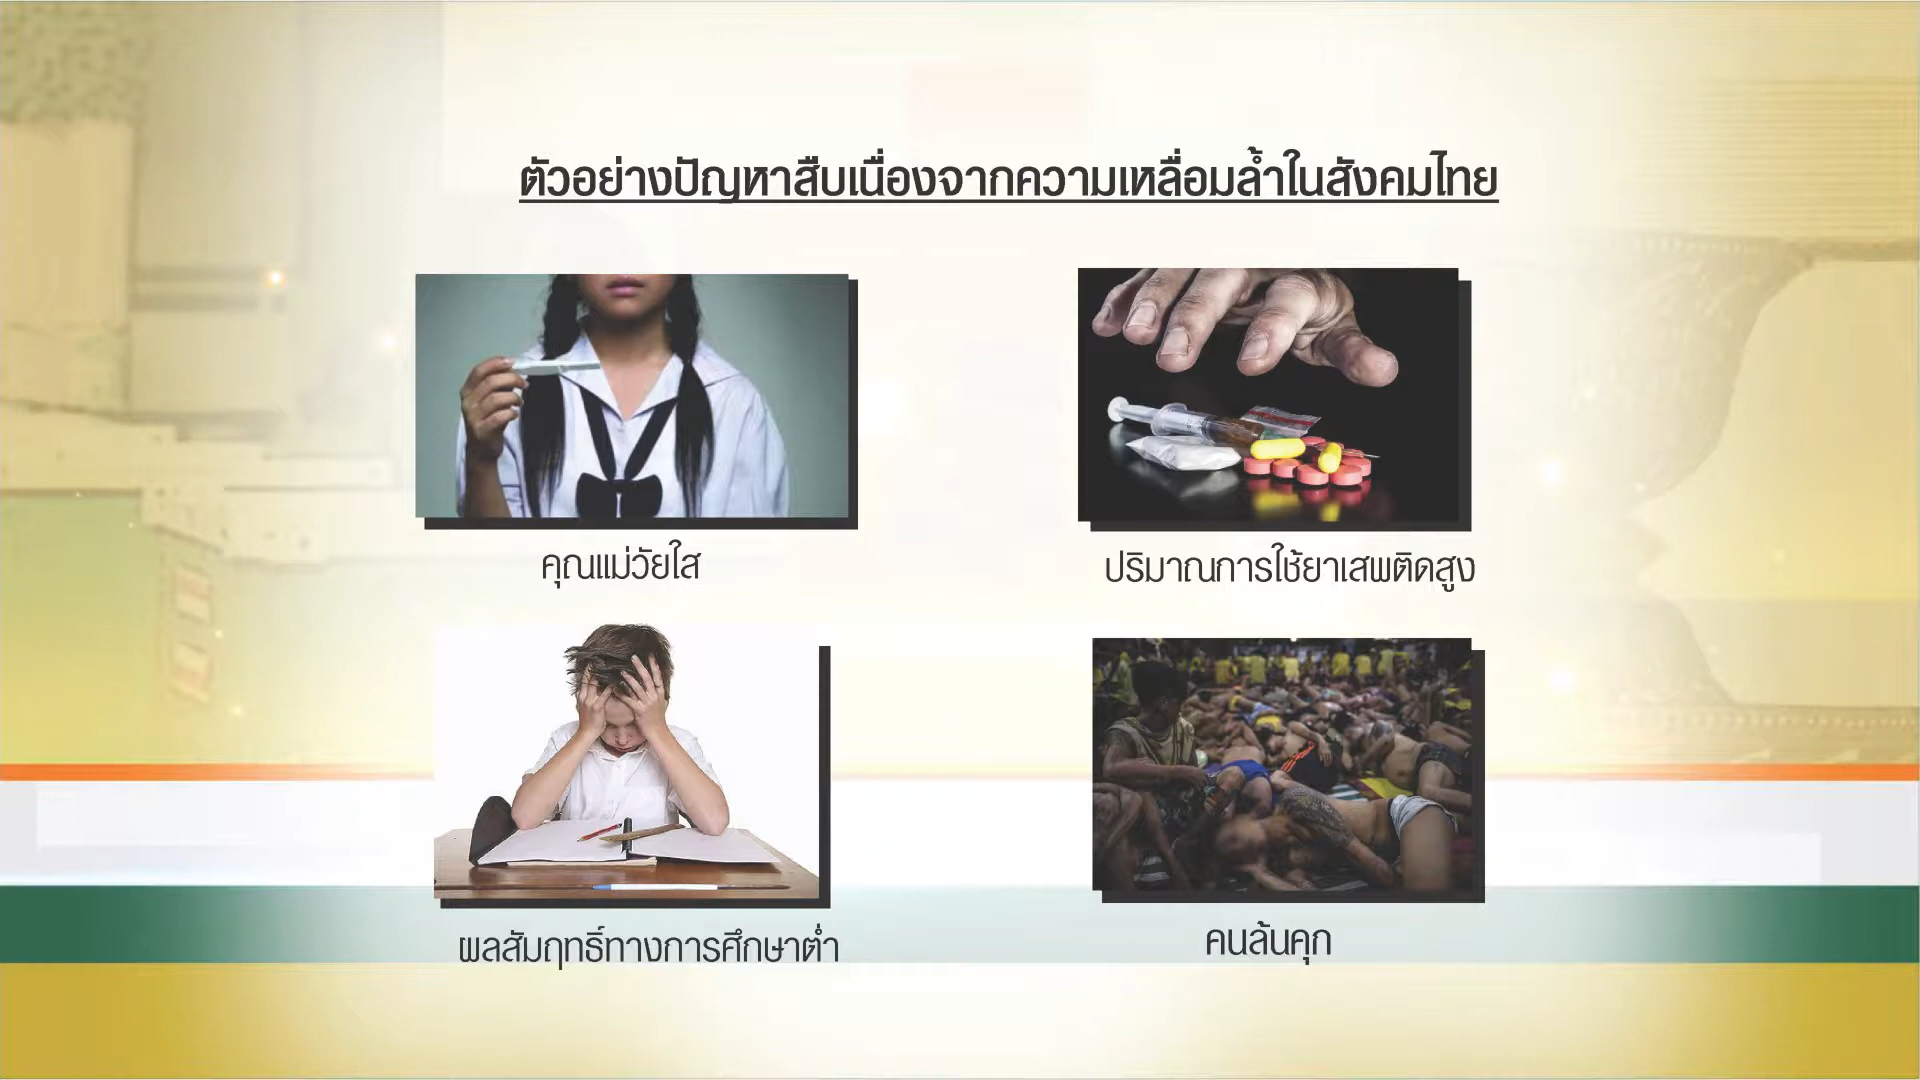 ตัวอย่างปัญหาสืบเนื่องจากความเหลื่อมล้ำในสังคมไทย
คุณแม่วัยใส
ปริมาณการใช้ยาเสพติดสูง
ผลสัมฤทธิ์ทางการศึกษาต่ำ
คนล้นคุก